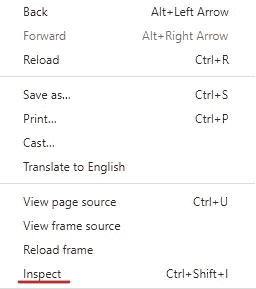 Back Alt+Left Arrow
Forward Alt+Right Arrow
Reload Ctrl+R
Save as... Ctrl+S
Print... Ctrl+P
Cast...
Translate to English
View page source Ctrl+U
View frame source
Reload frame
Inspect Ctrl+Shift+I